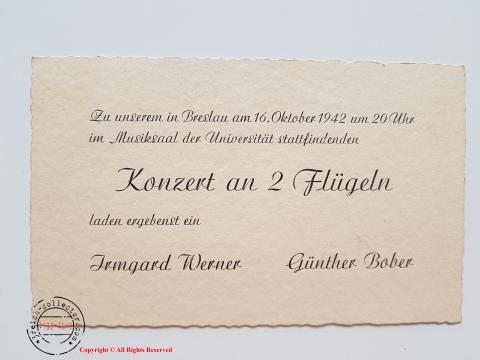 Zu unserem in Breslau am 16. Oktober 1942 um 20 Uhr
im Musiksaal der Universität stattfindenden
Konzert an 2 Flügeln
laden ergebenst ein
Irmgard Werner Günther Bober
Copyright © All Rights Reserved